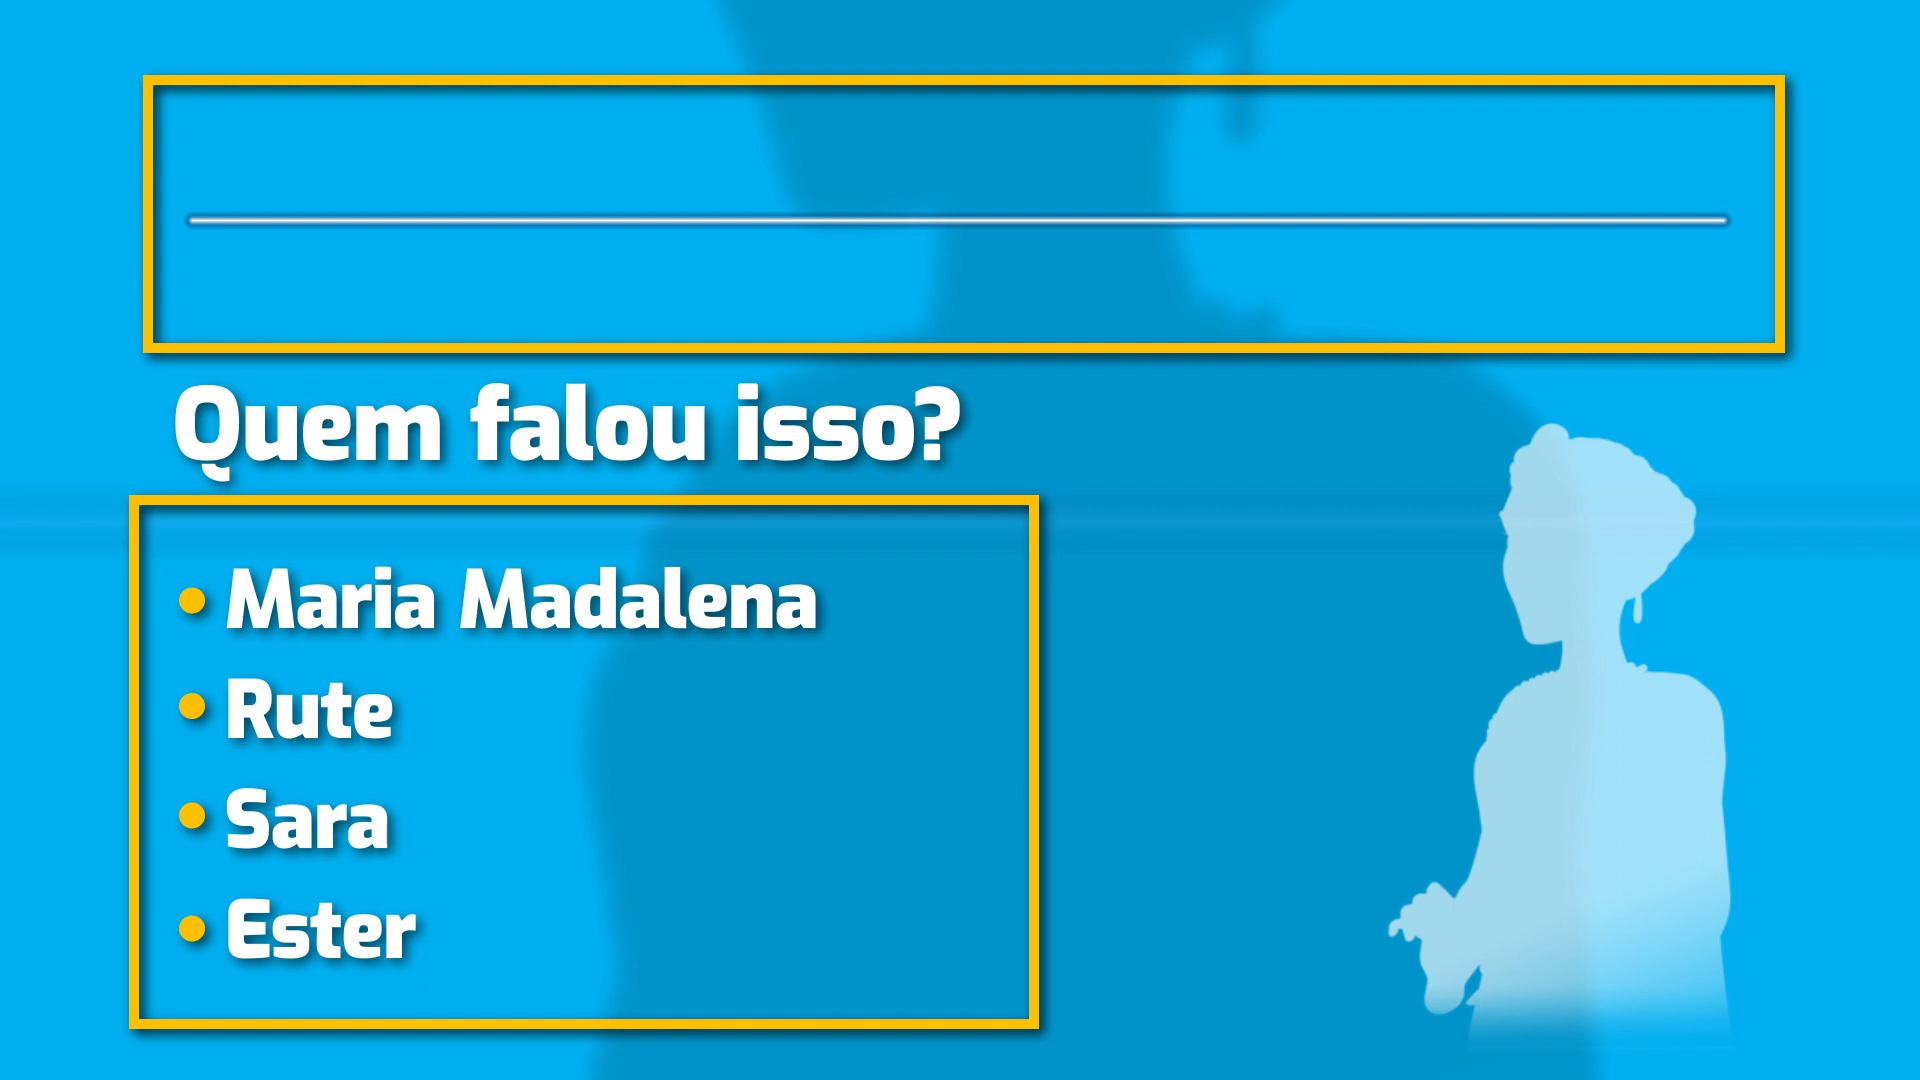 Quem falou isso?
• Maria Madalena
• Rute
• Sara
• Ester